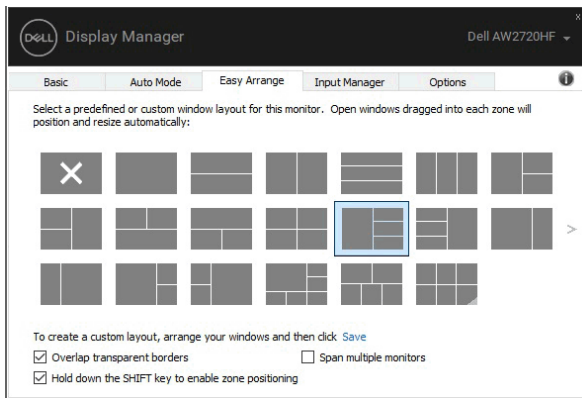 DELL Display Manager
Dell AW2720HF
x
Basic
Auto Mode
Easy Arrange
Input Manager
Options
i
Select a predefined or custom window layout for this monitor. Open windows dragged into each zone will
position and resize automatically:
>
To create a custom layout, arrange your windows and then click Save
Overlap transparent borders
Span multiple monitors
Hold down the SHIFT key to enable zone positioning